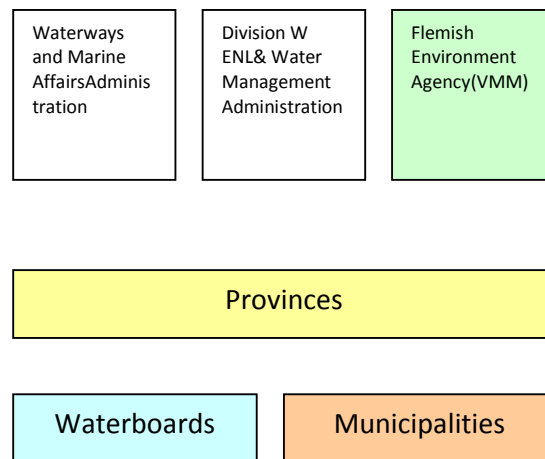 Waterways
and Marine
AffairsAdminis
tration
Division W
ENL& Water
Management
Administration
Flemish
Environment
Agency(VMM)
Provinces
Waterboards
Municipalities